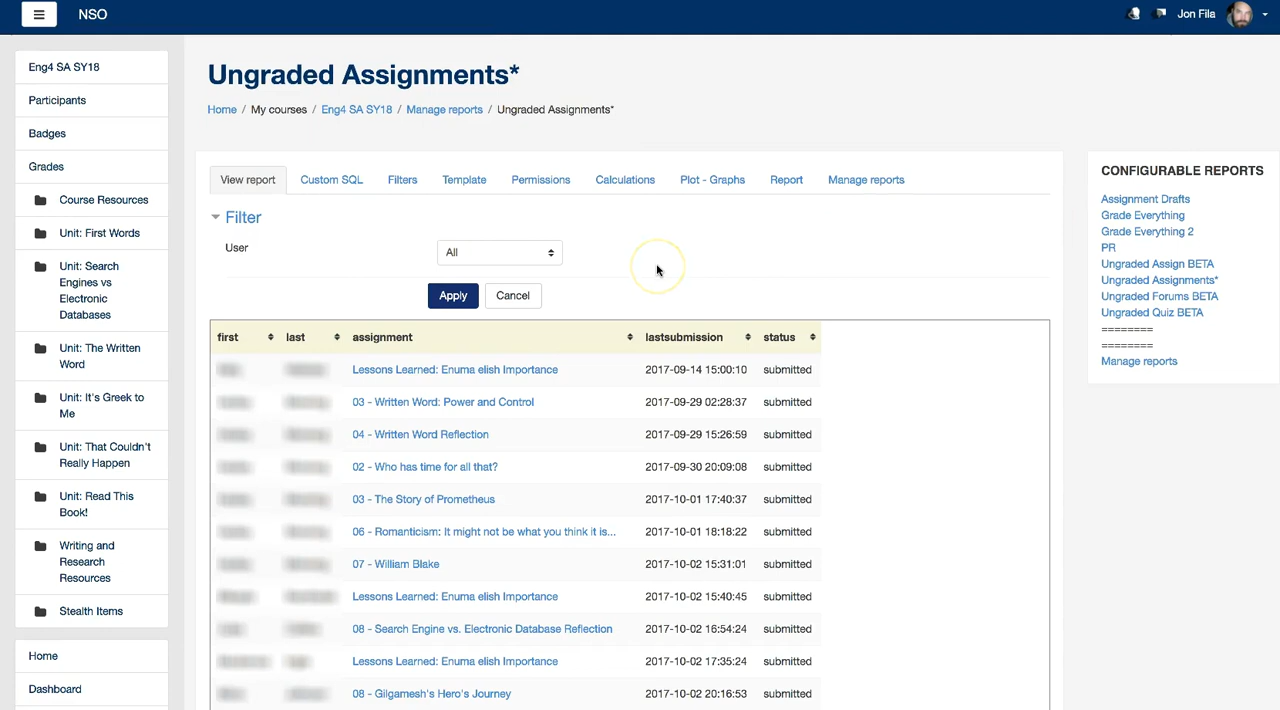 NSO
Jon Fila
Eng4 SA SY18
Participants
Badges
Grades
Course Resources
Unit: First Words
Unit: Search
Engines vs
Electronic
Databases
Unit: The Written
Word
Unit: It's Greek to
Me
Unit: That Couldn't
Really Happen
Unit: Read This
Book!
Writing and
Research
Resources
Stealth Items
Home
Dashboard
Ungraded Assignments*
Home / My courses / Eng4 SA SY18 / Manage reports / Ungraded Assignments*
View report Custom SQL Filters Template Permissions Calculations Plot - Graphs Report Manage reports
Filter
User All
Apply Cancel
first last assignment lastsubmission status
Lessons Learned: Enuma elish Importance 2017-09-14 15:00:10 submitted
03 - Written Word: Power and Control 2017-09-29 02:28:37 submitted
04 - Written Word Reflection 2017-09-29 15:26:59 submitted
02 - Who has time for all that? 2017-09-30 20:09:08 submitted
03 - The Story of Prometheus 2017-10-01 17:40:37 submitted
06 - Romanticism: It might not be what you think it is... 2017-10-01 18:18:22 submitted
07 - William Blake 2017-10-02 15:31:01 submitted
Lessons Learned: Enuma elish Importance 2017-10-02 15:40:45 submitted
08 - Search Engine vs. Electronic Database Reflection 2017-10-02 16:54:24 submitted
Lessons Learned: Enuma elish Importance 2017-10-02 17:35:24 submitted
08 - Gilgamesh's Hero's Journey 2017-10-02 20:16:53 submitted
CONFIGURABLE REPORTS
Assignment Drafts
Grade Everything
Grade Everything 2
PR
Ungraded Assign BETA
Ungraded Assignments*
Ungraded Forums BETA
Ungraded Quiz BETA
========
========
Manage reports